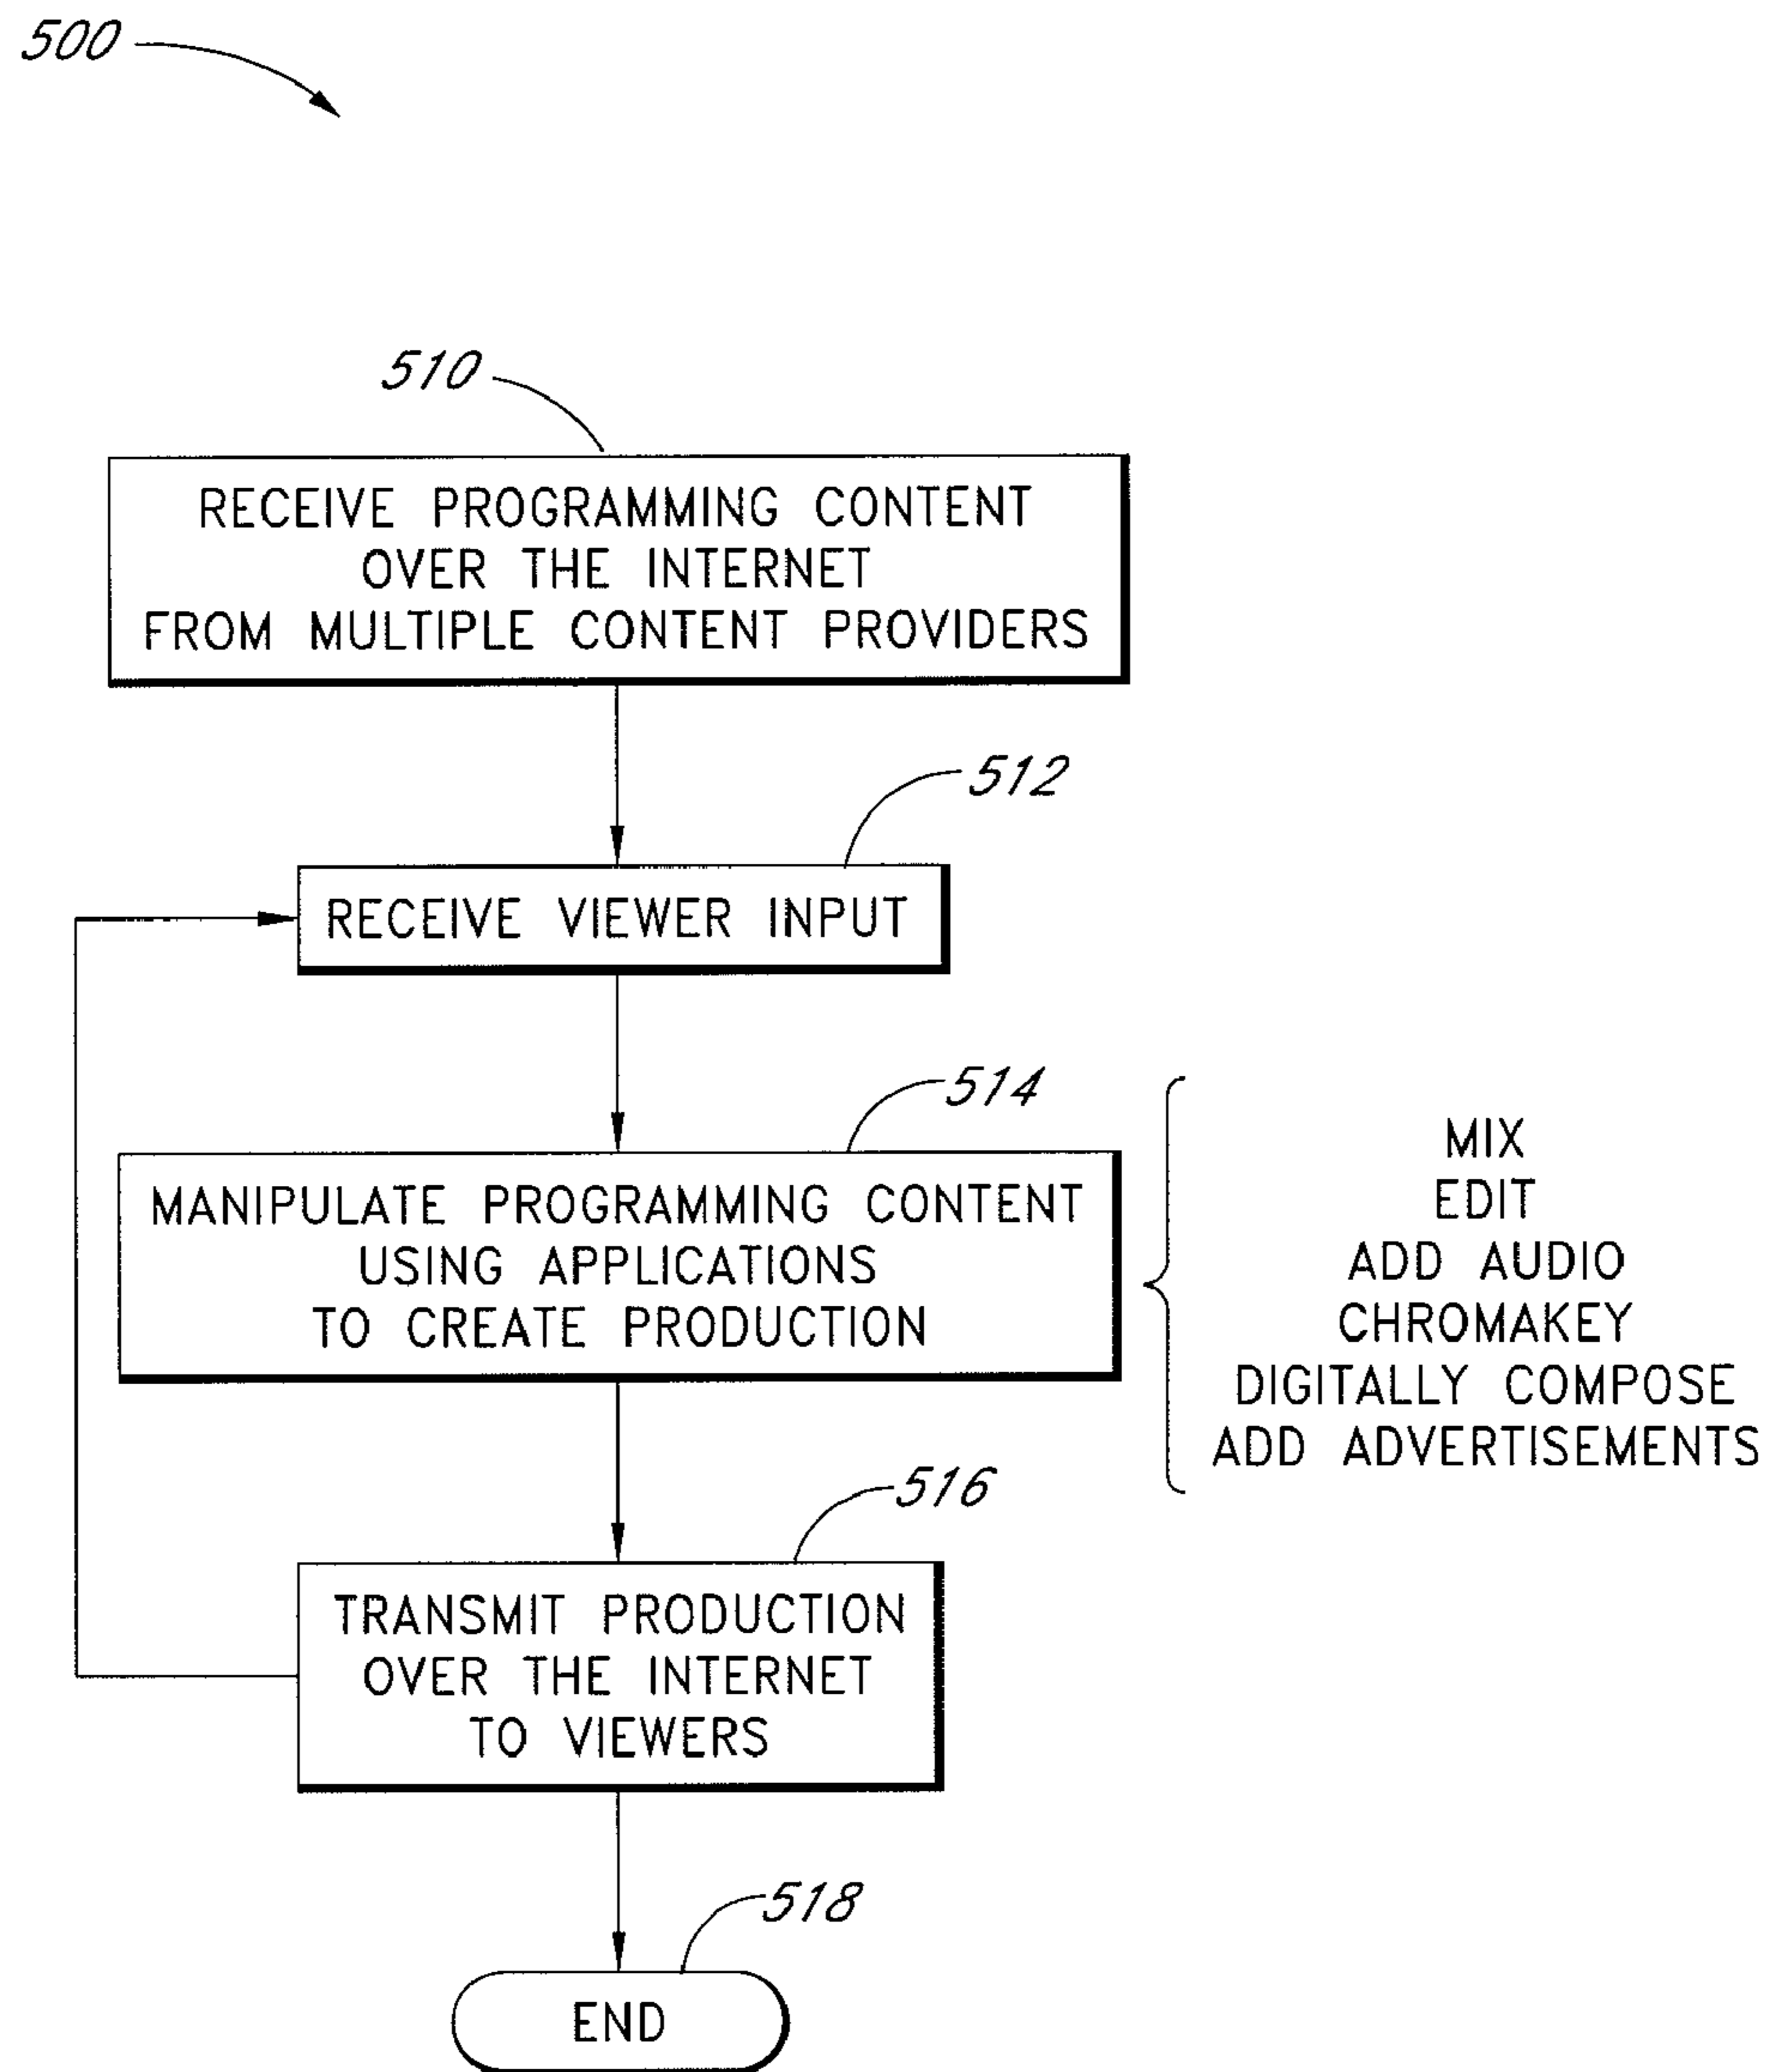 500
510
RECEIVE PROGRAMMING CONTENT
OVER THE INTERNET
FROM MULTIPLE CONTENT PROVIDERS
512
RECEIVE VIEWER INPUT
514
MANIPULATE PROGRAMMING CONTENT
USING APPLICATIONS
TO CREATE PRODUCTION
MIX
EDIT
ADD AUDIO
CHROMAKEY
DIGITALLY COMPOSE
ADD ADVERTISEMENTS
516
TRANSMIT PRODUCTION
OVER THE INTERNET
TO VIEWERS
518
END